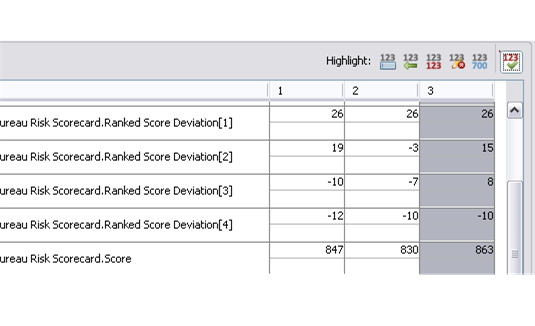 Highlight: 123 123 123 123 123 700 123
1 2 3
ureau Risk Scorecard.Ranked Score Deviation[1] 26 26 26
ureau Risk Scorecard.Ranked Score Deviation[2] 19 -3 15
ureau Risk Scorecard.Ranked Score Deviation[3] -10 -7 8
ureau Risk Scorecard.Ranked Score Deviation[4] -12 -10 -10
ureau Risk Scorecard.Score 847 830 863